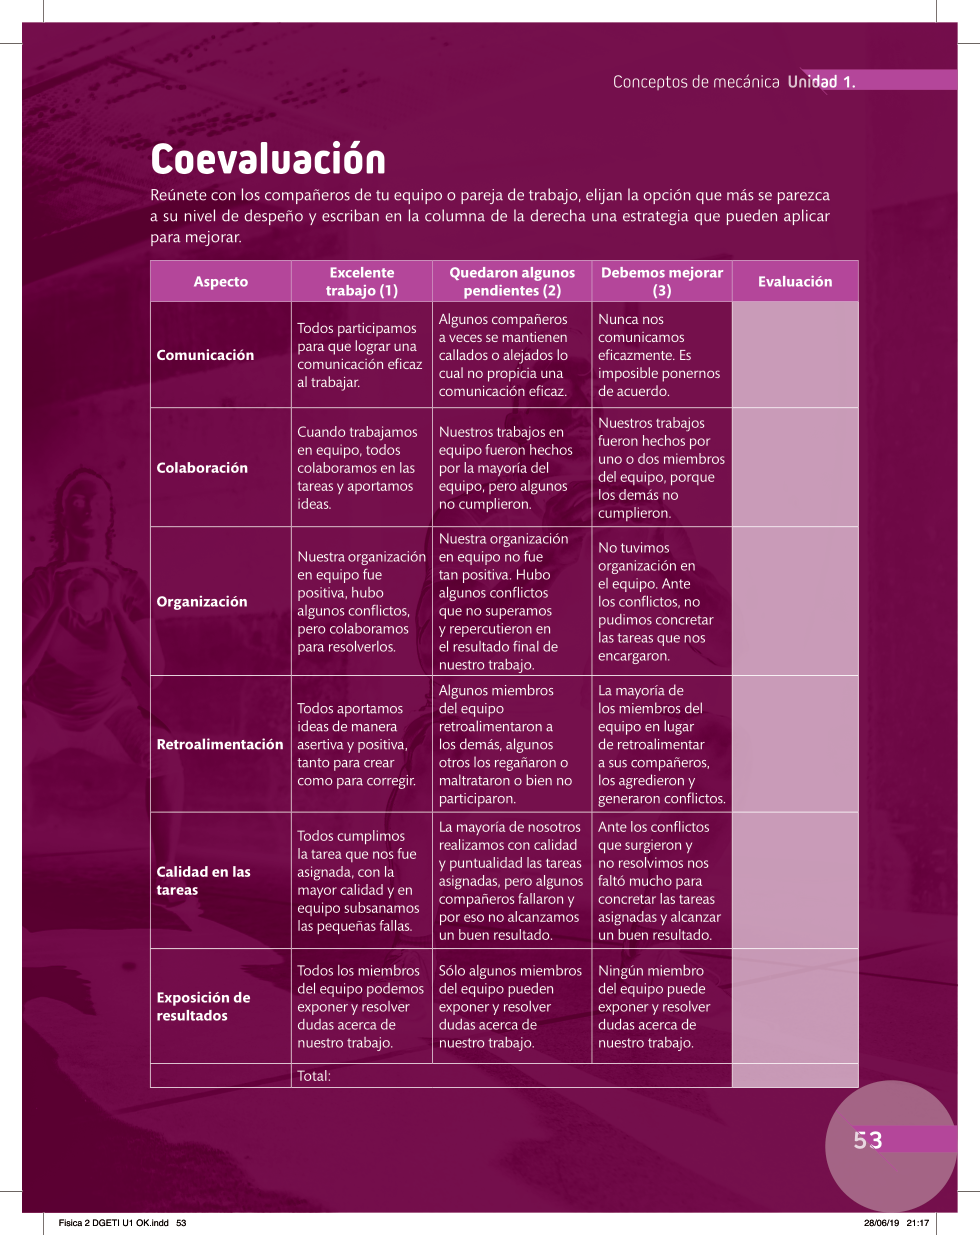 Conceptos de mecánica Unidad 1.
Coevaluación
Reúnete con los compañeros de tu equipo o pareja de trabajo, elijan la opción que más se parezca
a su nivel de despeño y escriban en la columna de la derecha una estrategia que pueden aplicar
para mejorar.
Aspecto
Excelente
trabajo (1)
Quedaron algunos
pendientes (2)
Debemos mejorar
(3)
Evaluación
Comunicación
Todos participamos
para que lograr una
comunicación eficaz
al trabajar.
Algunos compañeros
a veces se mantienen
callados o alejados lo
cual no propicia una
comunicación eficaz.
Nunca nos
comunicamos
eficazmente. Es
imposible ponernos
de acuerdo.
Colaboración
Cuando trabajamos
en equipo, todos
colaboramos en las
tareas y aportamos
ideas.
Nuestros trabajos en
equipo fueron hechos
por la mayoría del
equipo, pero algunos
no cumplieron.
Nuestros trabajos
fueron hechos por
uno o dos miembros
del equipo, porque
los demás no
cumplieron.
Organización
Nuestra organización
en equipo fue
positiva, hubo
algunos conflictos,
pero colaboramos
para resolverlos.
Nuestra organización
en equipo no fue
tan positiva. Hubo
algunos conflictos
que no superamos
y repercutieron en
el resultado final de
nuestro trabajo.
No tuvimos
organización en
el equipo. Ante
los conflictos, no
pudimos concretar
las tareas que nos
encargaron.
Retroalimentación
Todos aportamos
ideas de manera
asertiva y positiva,
tanto para crear
como para corregir.
Algunos miembros
del equipo
retroalimentaron a
los demás, algunos
otros los regañaron o
maltrataron o bien no
participaron.
La mayoría de
los miembros del
equipo en lugar
de retroalimentar
a sus compañeros,
los agredieron y
generaron conflictos.
Calidad en las
tareas
Todos cumplimos
la tarea que nos fue
asignada, con la
mayor calidad y en
equipo subsanamos
las pequeñas fallas.
La mayoría de nosotros
realizamos con calidad
y puntualidad las tareas
asignadas, pero algunos
compañeros fallaron y
por eso no alcanzamos
un buen resultado.
Ante los conflictos
que surgieron y
no resolvimos nos
faltó mucho para
concretar las tareas
asignadas y alcanzar
un buen resultado.
Exposición de
resultados
Todos los miembros
del equipo podemos
exponer y resolver
dudas acerca de
nuestro trabajo.
Sólo algunos miembros
del equipo pueden
exponer y resolver
dudas acerca de
nuestro trabajo.
Ningún miembro
del equipo puede
exponer y resolver
dudas acerca de
nuestro trabajo.
Total:
53
Fisica 2 DGETI U1 OK.indd 53
28/06/19 21:17